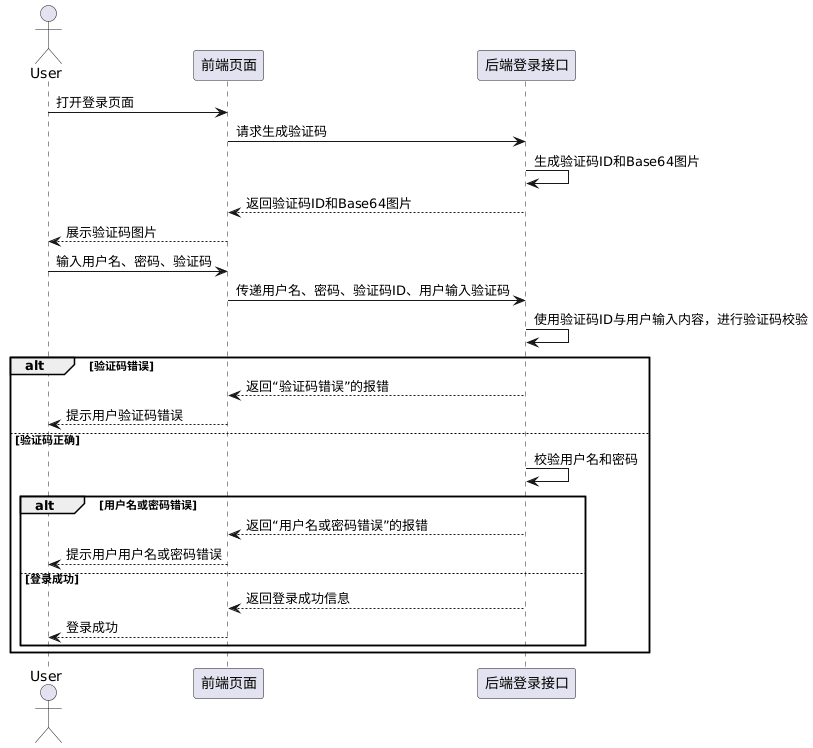 User
前端页面
后端登录接口
打开登录页面
请求生成验证码
生成验证码ID和Base64图片
返回验证码ID和Base64图片
展示验证码图片
输入用户名、密码、验证码
传递用户名、密码、验证码ID、用户输入验证码
使用验证码ID与用户输入内容，进行验证码校验
alt
[验证码错误]
返回“验证码错误”的报错
提示用户验证码错误
[验证码正确]
校验用户名和密码
alt
[用户名或密码错误]
返回“用户名或密码错误”的报错
提示用户用户名或密码错误
[登录成功]
返回登录成功信息
登录成功
User
前端页面
后端登录接口